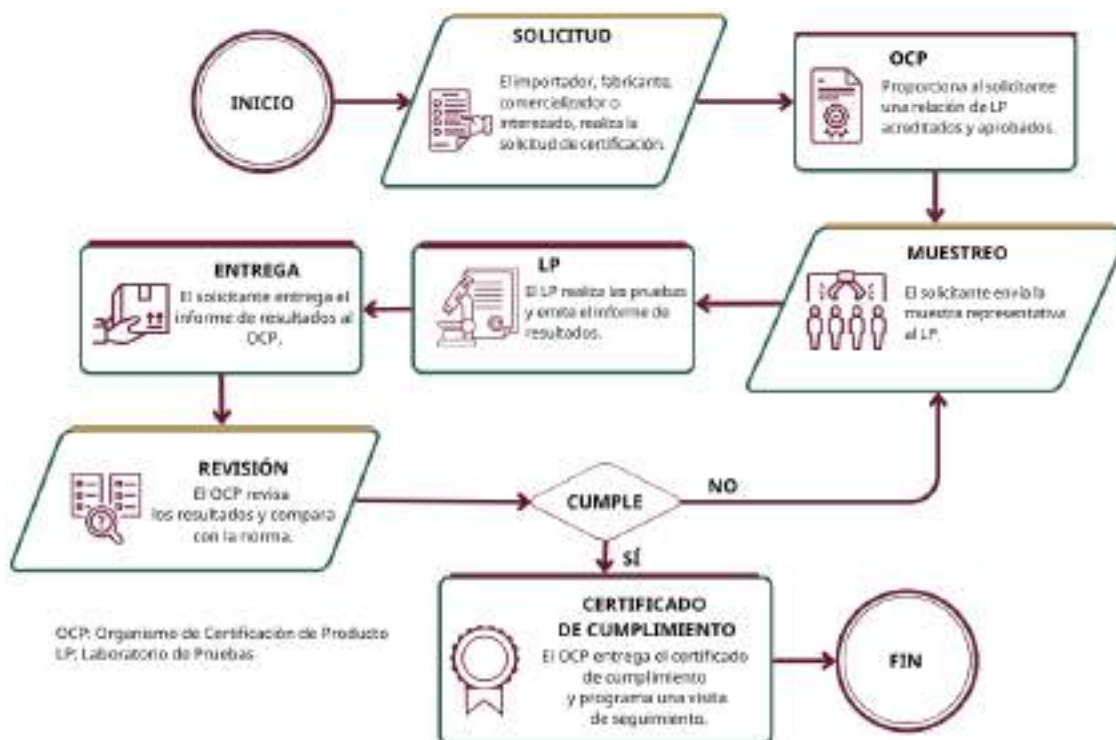 INICIO
SOLICITUD
El importador, fabricante,
comercializador o
interezado, realiza la
solicitud de certificación.
OCP
Proporciona al solicitante
una relación de LP
acreditados y aprobados.
MUESTREO
El solicitante envía la
muestra representativa
al LP.
LP
El LP realiza las pruebas
y emite el informe de
resultados.
ENTREGA
El solicitante entrega el
informe de resultados al
OCP.
REVISIÓN
El OCP revisa
los resultados y compara
con la norma.
CUMPLE
NO
SÍ
CERTIFICADO
DE CUMPLIMIENTO
El OCP entrega el certificado
de cumplimiento
y programa una visita
de seguimiento.
FIN
OCP: Organismo de Certificación de Producto
LP: Laboratorio de Pruebas